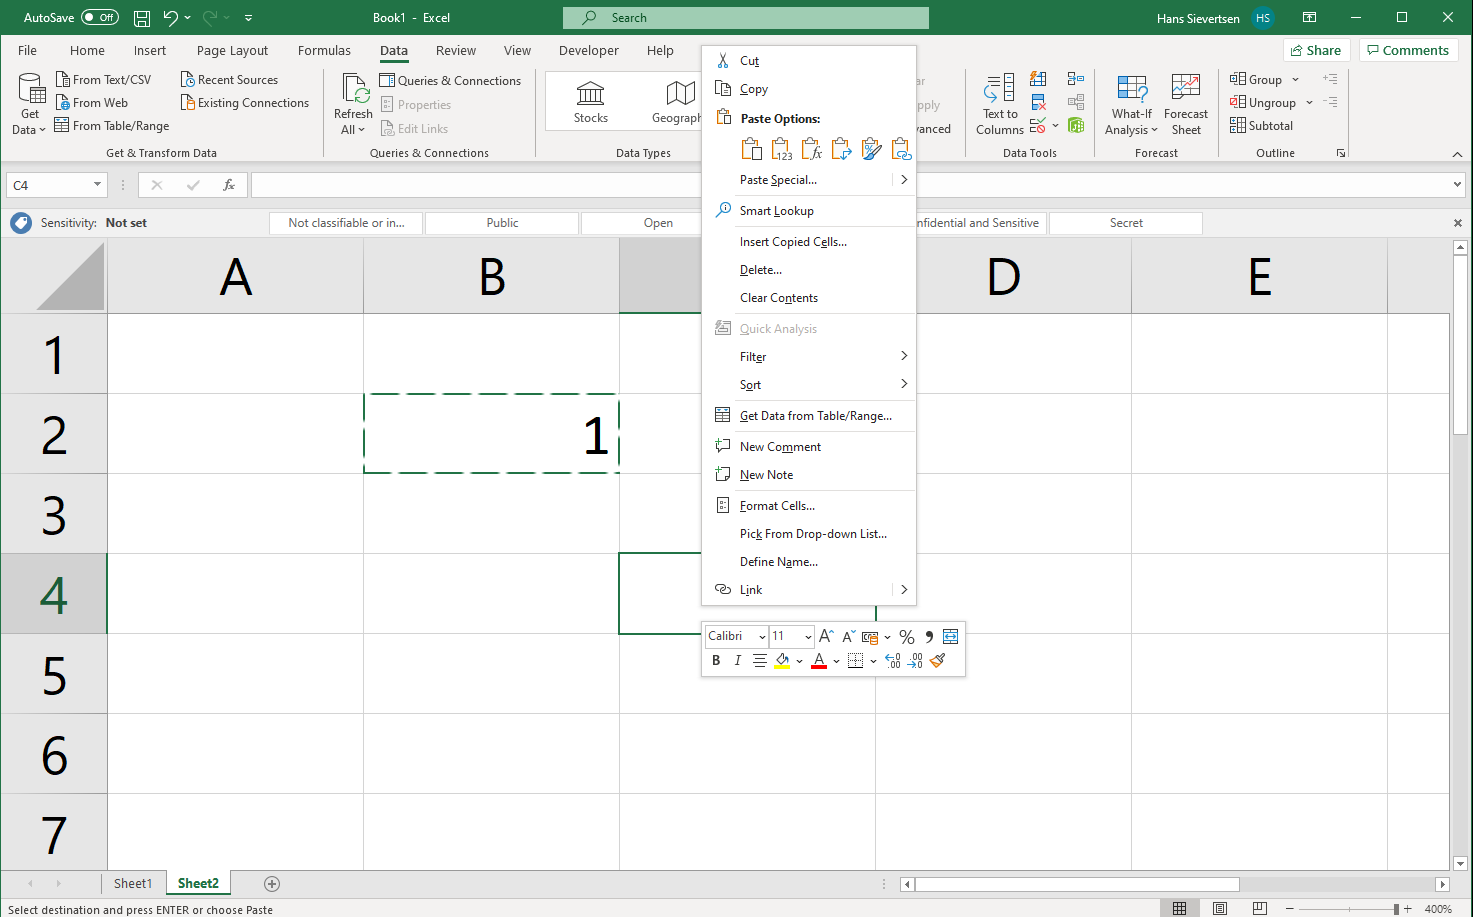 AutoSave Off Book1 - Excel Search Hans Sievertsen HS
File Home Insert Page Layout Formulas Data Review View Developer Help Share Comments
Get Data
From Text/CSV
From Web
From Table/Range
Recent Sources
Existing Connections
Get & Transform Data
Refresh All
Queries & Connections
Properties
Edit Links
Queries & Connections
Stocks
Data Types
Text to Columns
Data Tools
What-If Analysis
Forecast Sheet
Forecast
Group
Ungroup
Subtotal
Outline
C4 fx
Sensitivity: Not set Not classifiable or in... Public Open and Sensitive Secret
A B D E
1
2 1
3
4
5
6
7
Cut
Copy
Paste Options:
123 fx
Paste Special...
Smart Lookup
Insert Copied Cells...
Delete...
Clear Contents
Quick Analysis
Filter
Sort
Get Data from Table/Range...
New Comment
New Note
Format Cells...
Pick From Drop-down List...
Define Name...
Link
Calibri 11 A A %
B I A .00 .00
Sheet1 Sheet2
Select destination and press ENTER or choose Paste 400%